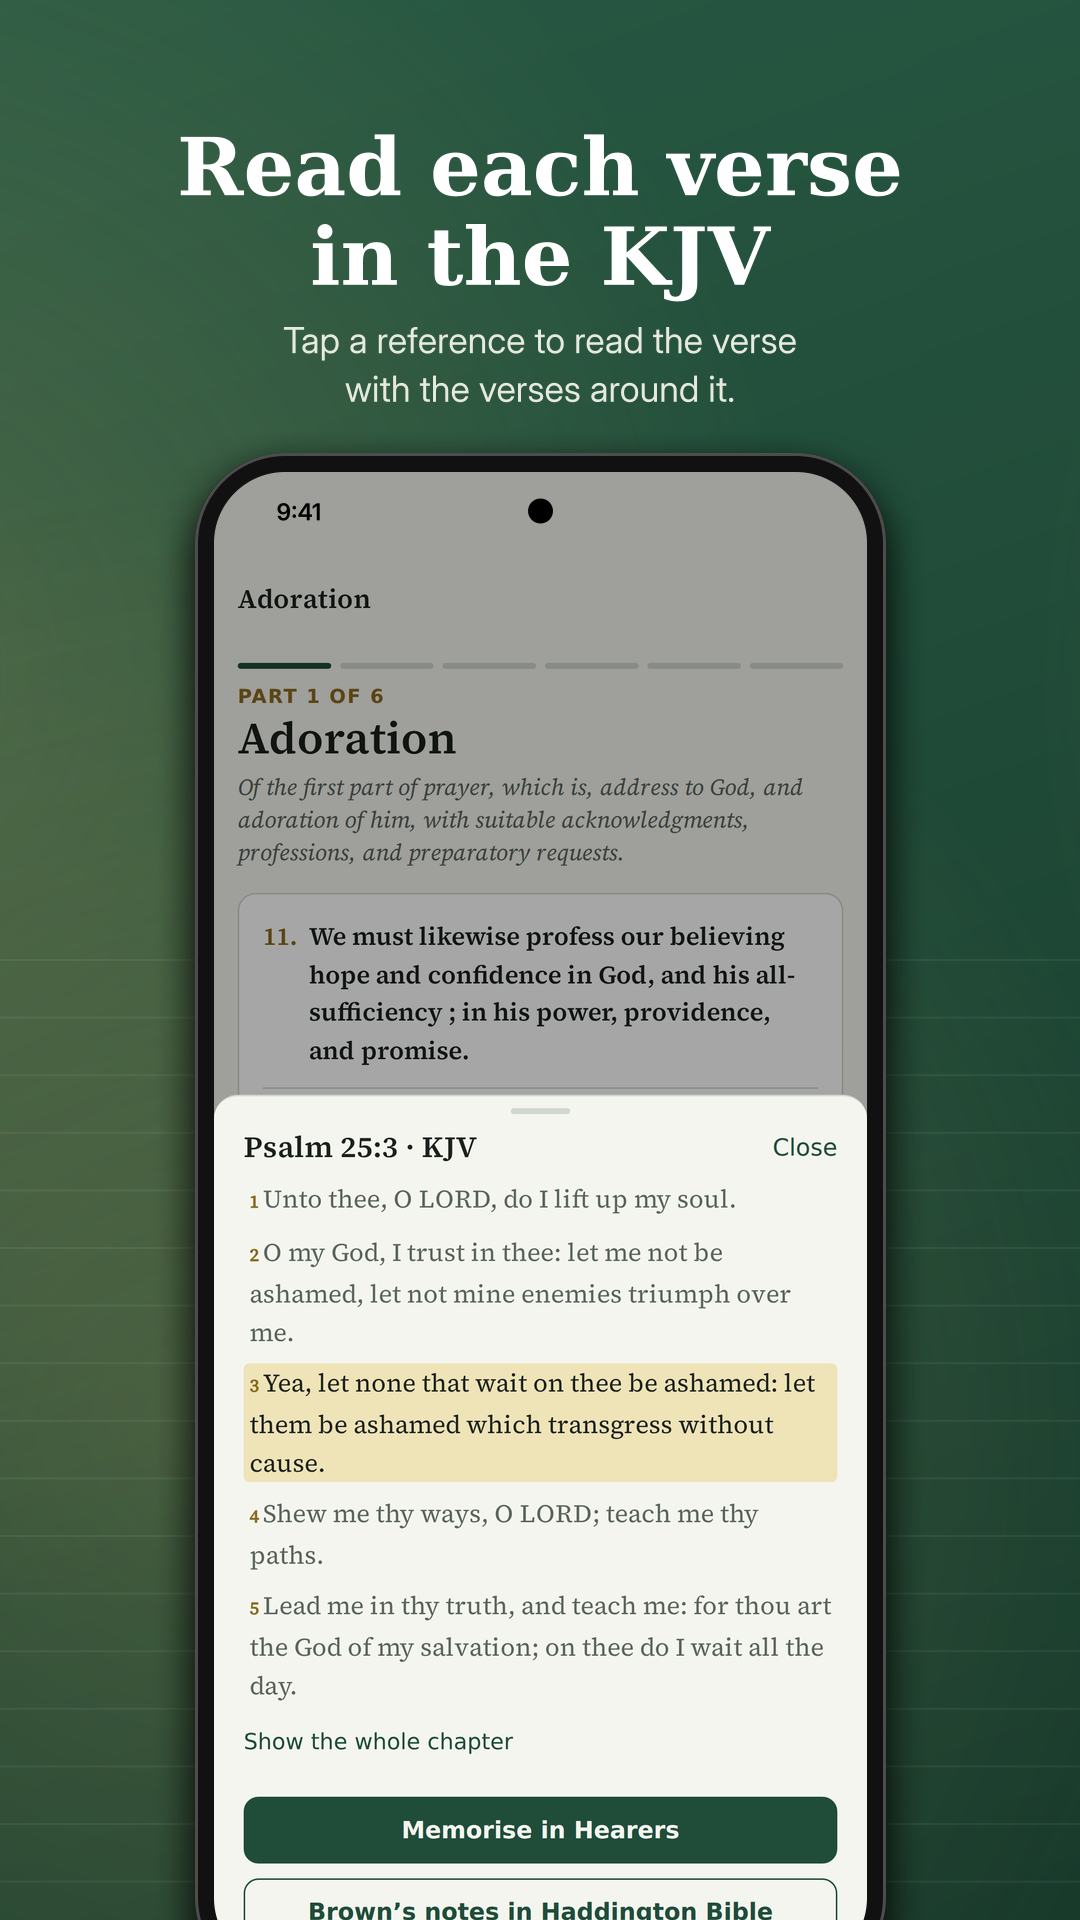 Read each verse
in the KJV
Tap a reference to read the verse
with the verses around it.
9:41
Adoration
PART 1 OF 6
Adoration
Of the first part of prayer, which is, address to God, and
adoration of him, with suitable acknowledgments,
professions, and preparatory requests.
11. We must likewise profess our believing
hope and confidence in God, and his all-
sufficiency ; in his power, providence,
and promise.
Psalm 25:3 · KJV
Close
1 Unto thee, O LORD, do I lift up my soul.
2 O my God, I trust in thee: let me not be
ashamed, let not mine enemies triumph over
me.
3 Yea, let none that wait on thee be ashamed: let
them be ashamed which transgress without
cause.
4 Shew me thy ways, O LORD; teach me thy
paths.
5 Lead me in thy truth, and teach me: for thou art
the God of my salvation; on thee do I wait all the
day.
Show the whole chapter
Memorise in Hearers
Brown’s notes in Haddington Bible